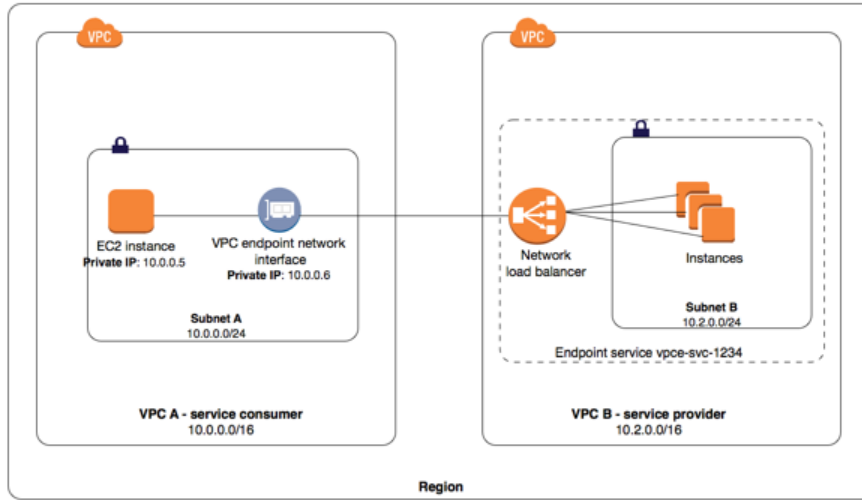 VPC
VPC
EC2 instance
Private IP: 10.0.0.5
VPC endpoint network
interface
Private IP: 10.0.0.6
Subnet A
10.0.0.0/24
VPC A - service consumer
10.0.0.0/16
Network
load balancer
Instances
Subnet B
10.2.0.0/24
Endpoint service vpce-svc-1234
VPC B - service provider
10.2.0.0/16
Region